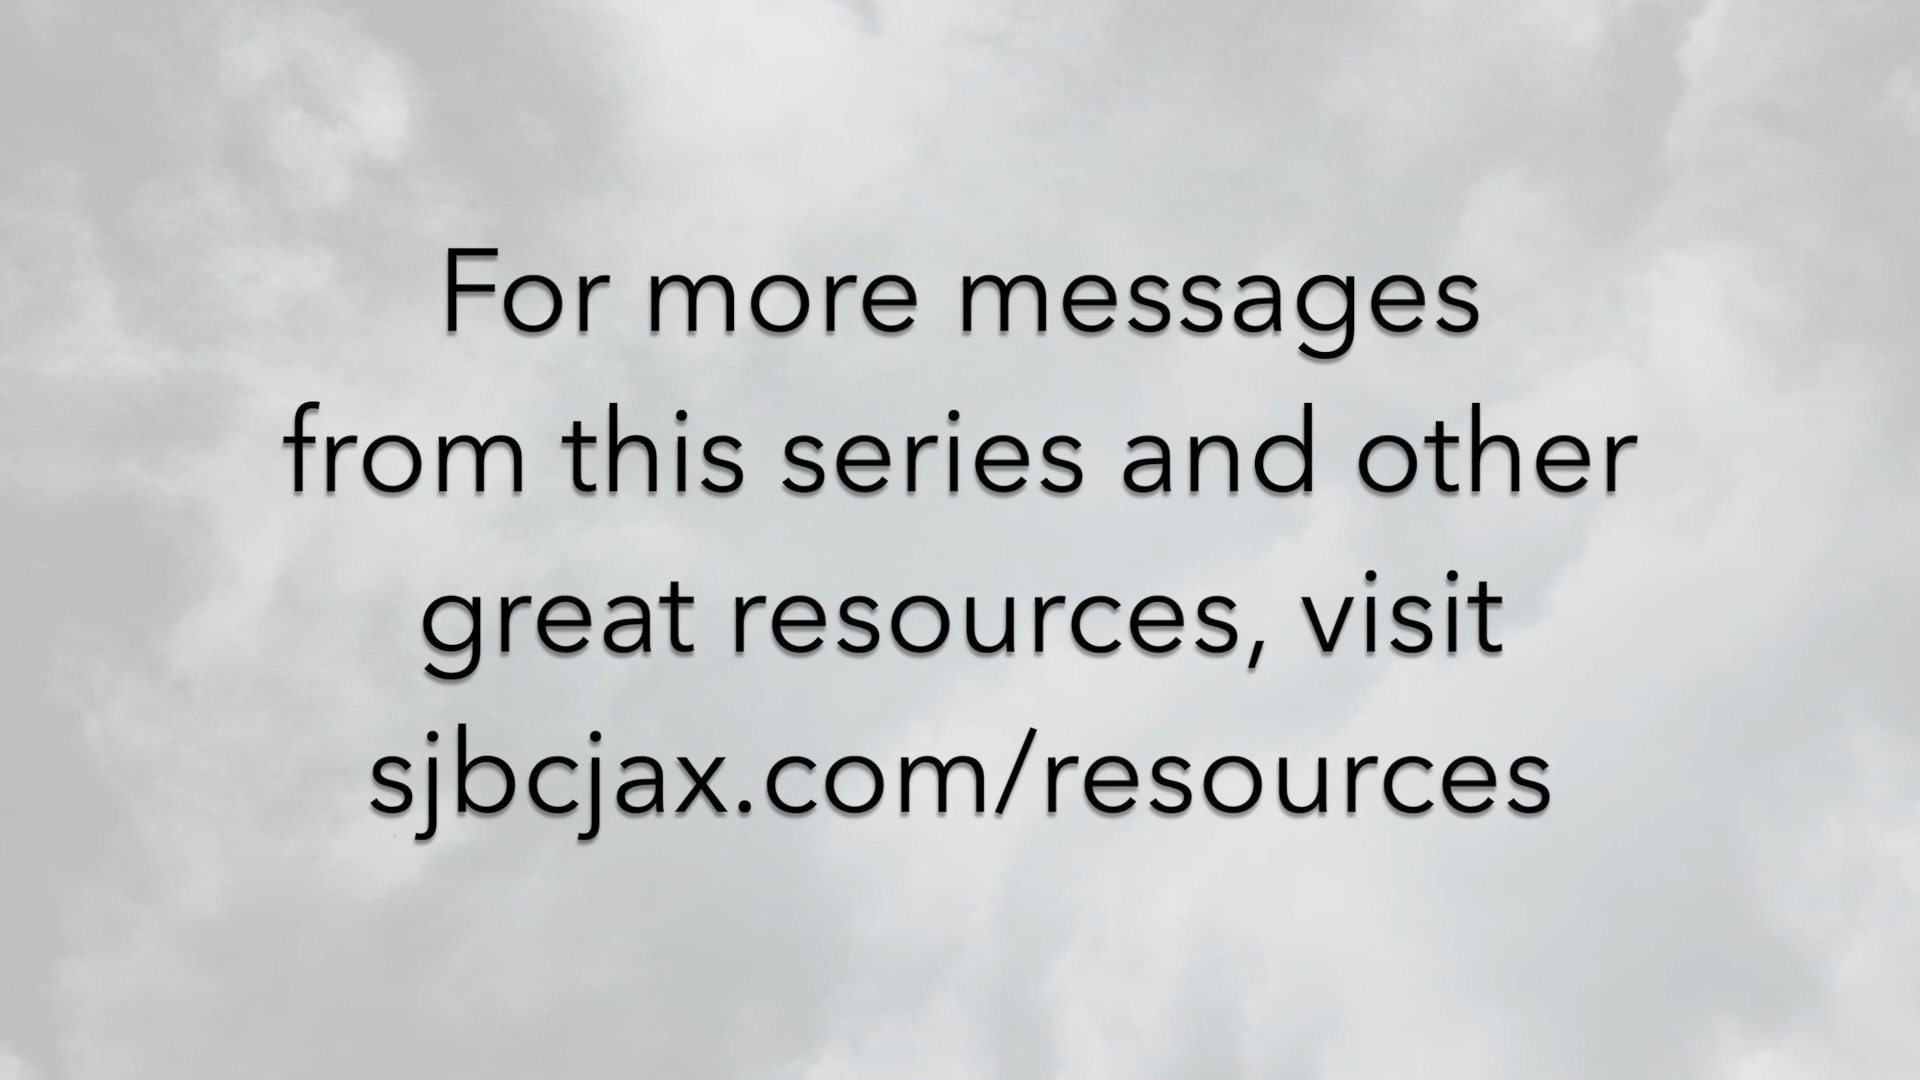 For more messages
from this series and other
great resources, visit
sjbcjax.com/resources